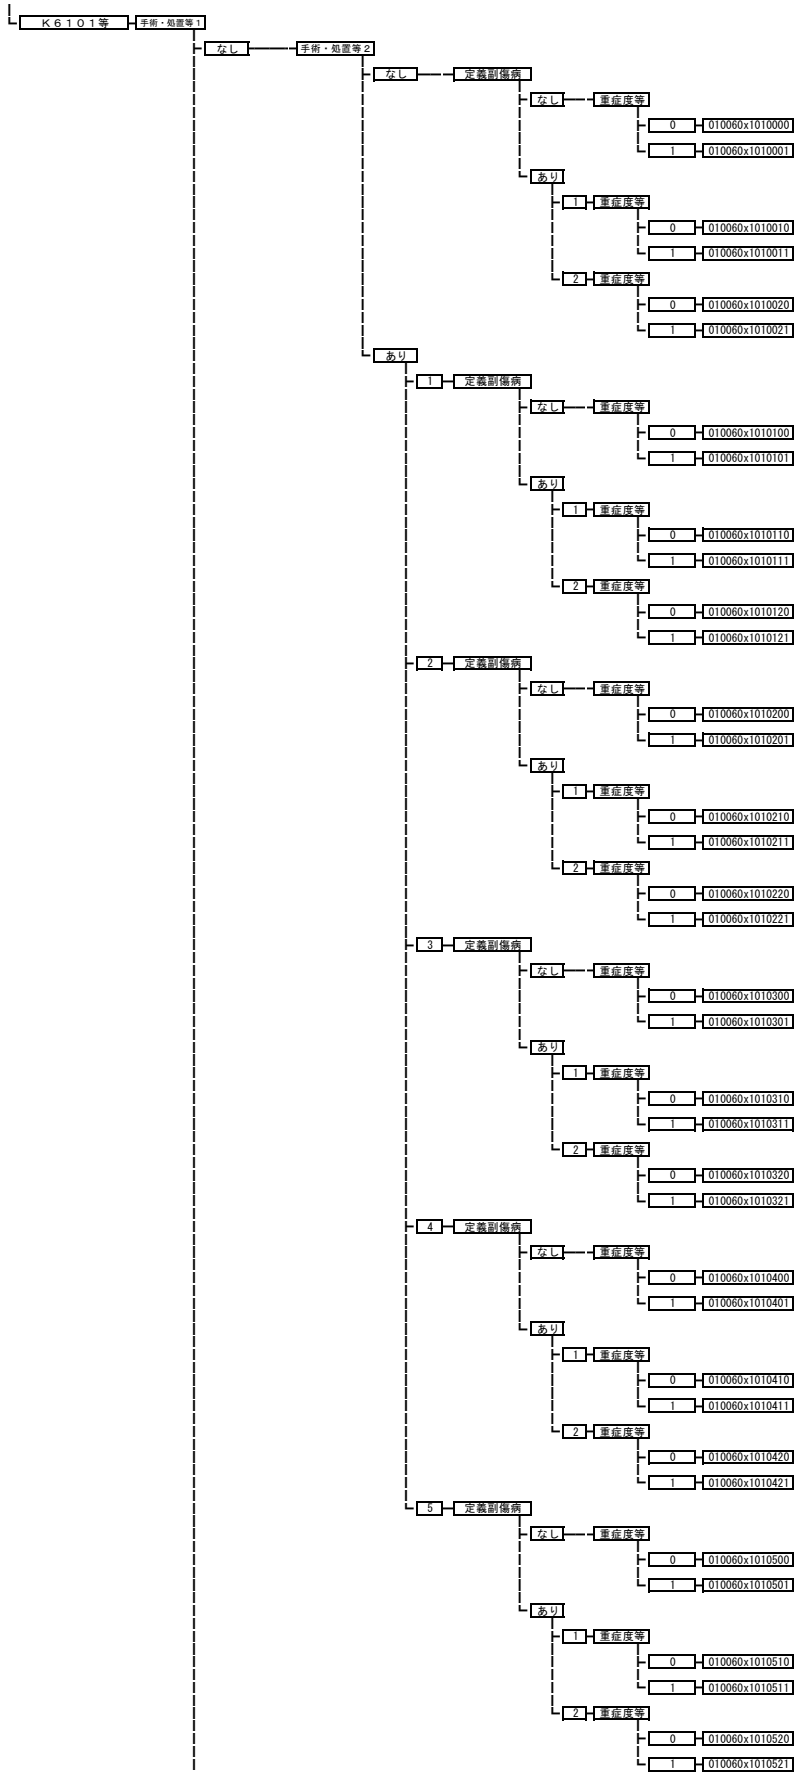 K6101等 手術・処置等1
なし 手術・処置等2
なし 定義副傷病
なし 重症度等
0 010060x1010000
1 010060x1010001
あり
1 重症度等
0 010060x1010010
1 010060x1010011
2 重症度等
0 010060x1010020
1 010060x1010021
あり
1 定義副傷病
なし 重症度等
0 010060x1010100
1 010060x1010101
あり
1 重症度等
0 010060x1010110
1 010060x1010111
2 重症度等
0 010060x1010120
1 010060x1010121
2 定義副傷病
なし 重症度等
0 010060x1010200
1 010060x1010201
あり
1 重症度等
0 010060x1010210
1 010060x1010211
2 重症度等
0 010060x1010220
1 010060x1010221
3 定義副傷病
なし 重症度等
0 010060x1010300
1 010060x1010301
あり
1 重症度等
0 010060x1010310
1 010060x1010311
2 重症度等
0 010060x1010320
1 010060x1010321
4 定義副傷病
なし 重症度等
0 010060x1010400
1 010060x1010401
あり
1 重症度等
0 010060x1010410
1 010060x1010411
2 重症度等
0 010060x1010420
1 010060x1010421
5 定義副傷病
なし 重症度等
0 010060x1010500
1 010060x1010501
あり
1 重症度等
0 010060x1010510
1 010060x1010511
2 重症度等
0 010060x1010520
1 010060x1010521